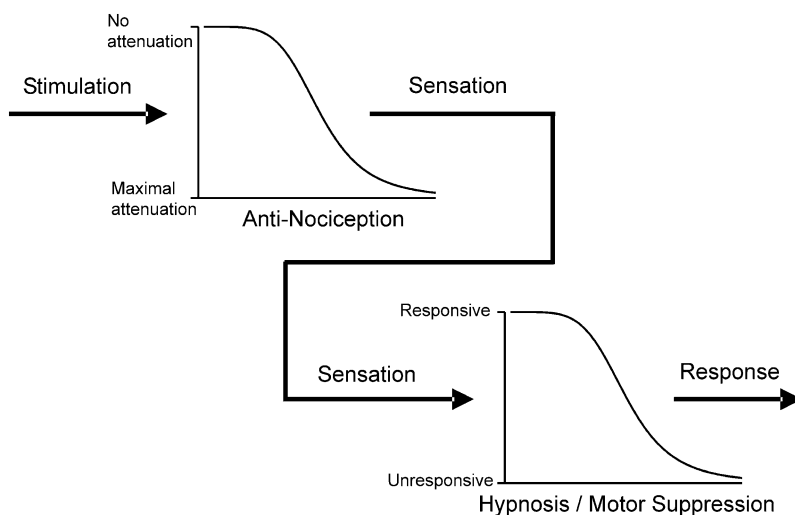 No
attenuation
Stimulation
Sensation
Maximal
attenuation
Anti-Nociception
Responsive
Sensation
Response
Unresponsive
Hypnosis / Motor Suppression